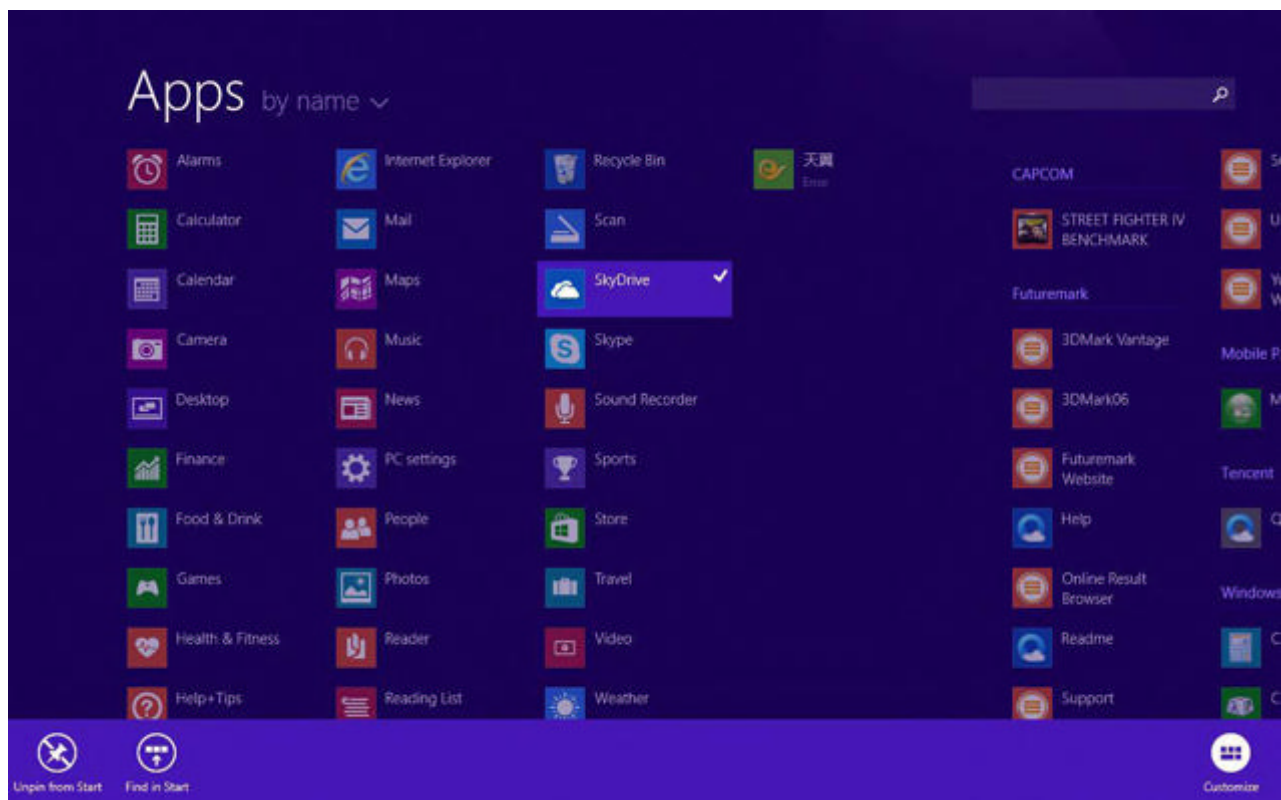 Apps by name
Alarms
Calculator
Calendar
Camera
Desktop
Finance
Food & Drink
Games
Health & Fitness
Help+Tips
Internet Explorer
Mail
Maps
Music
News
PC settings
People
Photos
Reader
Reading List
Recycle Bin
Scan
SkyDrive
Skype
Sound Recorder
Sports
Store
Travel
Video
Weather
天翼
Error
CAPCOM
STREET FIGHTER IV
BENCHMARK
Futuremark
3DMark Vantage
3DMark06
Futuremark
Website
Help
Online Result
Browser
Readme
Support
Mobile P
Tencent
Windows
Unpin from Start
Find in Start
Customize